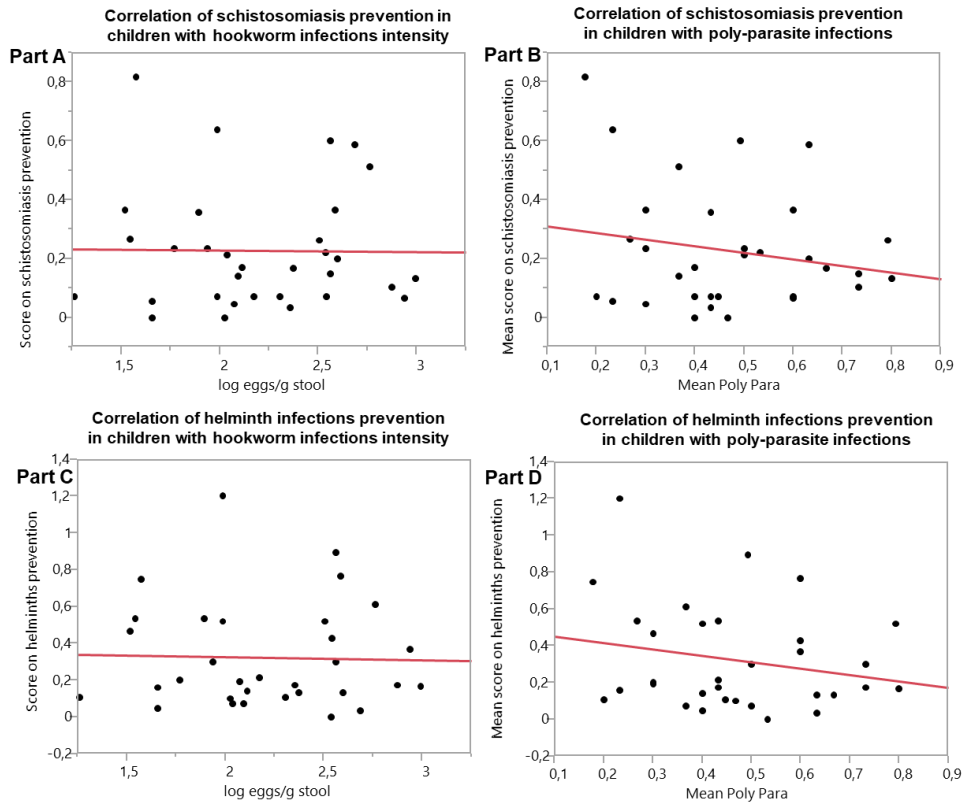 Correlation of schistosomiasis prevention in
children with hookworm infections intensity
Part A
Score on schistosomiasis prevention
0,8
0,6
0,4
0,2
0
1,5
2
2,5
3
log eggs/g stool
Correlation of schistosomiasis prevention
in children with poly-parasite infections
Part B
Mean score on schistosomiasis prevention
0,8
0,6
0,4
0,2
0
0,1
0,2
0,3
0,4
0,5
0,6
0,7
0,8
0,9
Mean Poly Para
Correlation of helminth infections prevention
in children with hookworm infections intensity
Part C
Score on helminths prevention
1,4
1,2
1
0,8
0,6
0,4
0,2
0
-0,2
1,5
2
2,5
3
log eggs/g stool
Correlation of helminth infections prevention
in children with poly-parasite infections
Part D
Mean score on helminths prevention
1,4
1,2
1
0,8
0,6
0,4
0,2
0
-0,2
0,1
0,2
0,3
0,4
0,5
0,6
0,7
0,8
0,9
Mean Poly Para